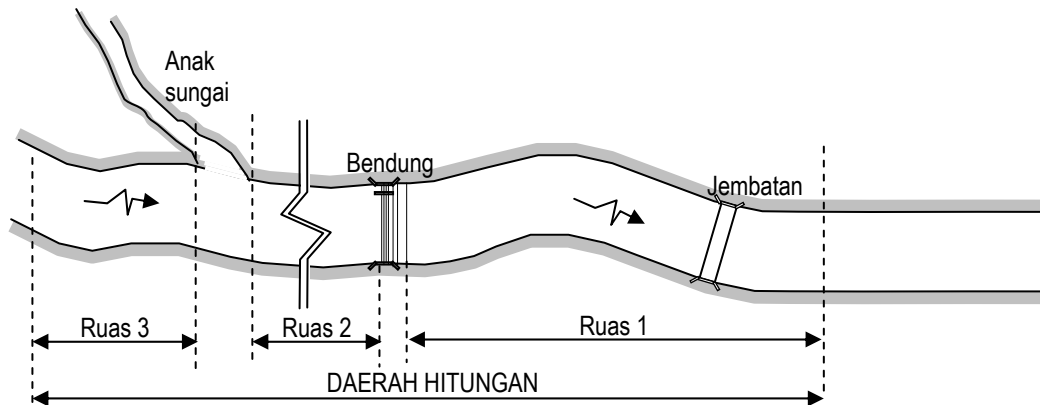 Anak
sungai
Bendung
Jembatan
Ruas 3
Ruas 2
Ruas 1
DAERAH HITUNGAN